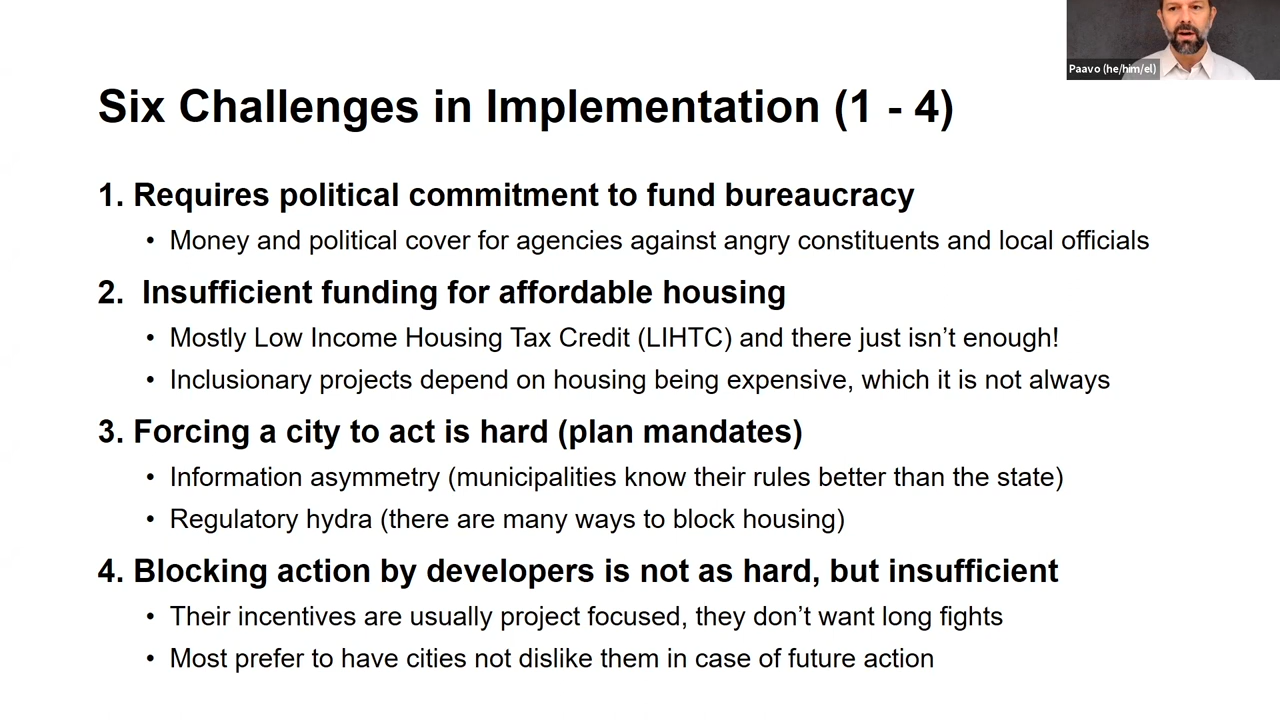 Paavo (he/him/el)
Six Challenges in Implementation (1 - 4)
1. Requires political commitment to fund bureaucracy
• Money and political cover for agencies against angry constituents and local officials
2. Insufficient funding for affordable housing
• Mostly Low Income Housing Tax Credit (LIHTC) and there just isn’t enough!
• Inclusionary projects depend on housing being expensive, which it is not always
3. Forcing a city to act is hard (plan mandates)
• Information asymmetry (municipalities know their rules better than the state)
• Regulatory hydra (there are many ways to block housing)
4. Blocking action by developers is not as hard, but insufficient
• Their incentives are usually project focused, they don’t want long fights
• Most prefer to have cities not dislike them in case of future action